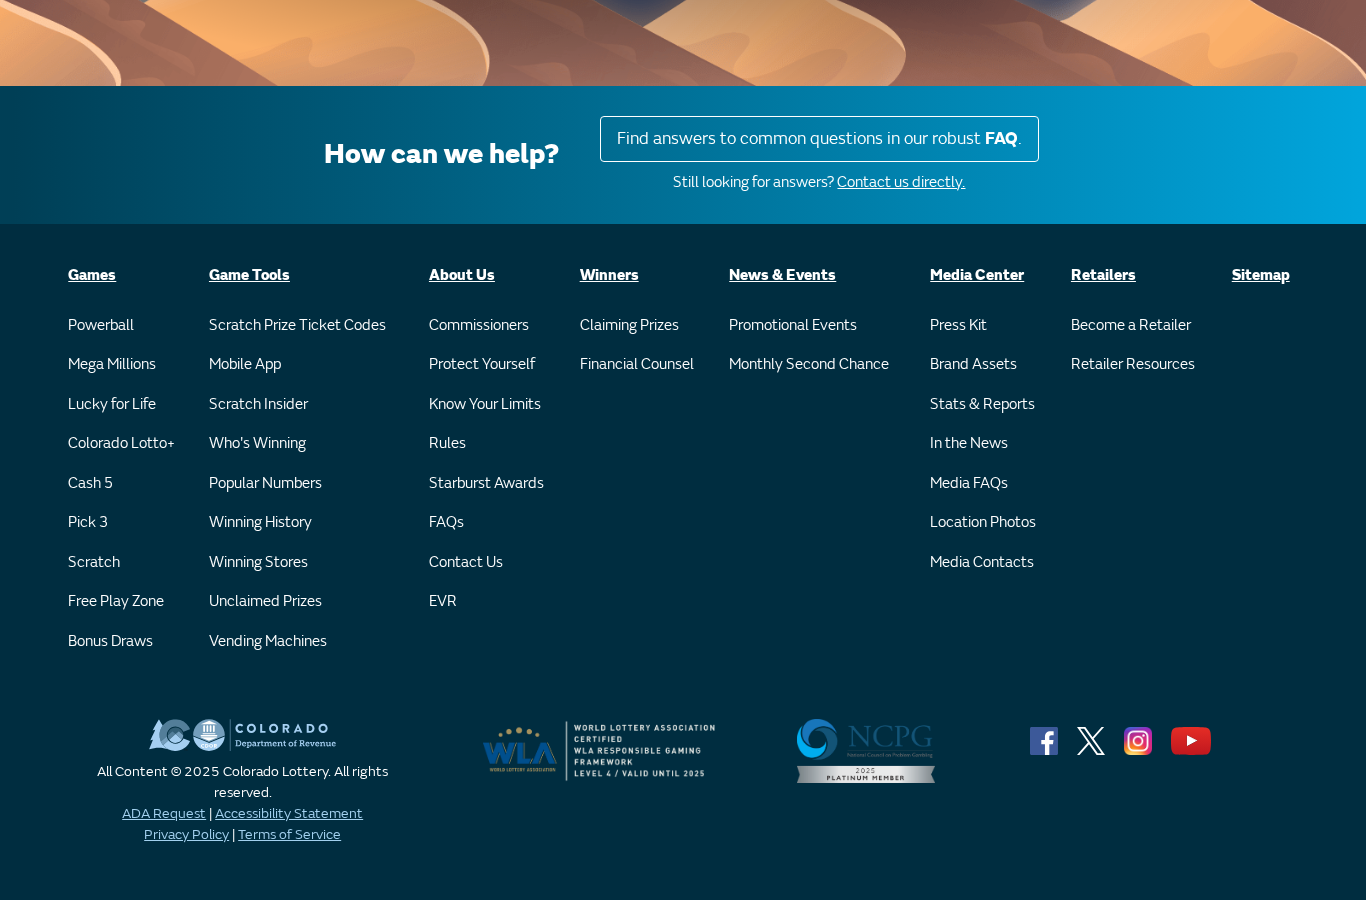 How can we help?
Find answers to common questions in our robust FAQ.
Still looking for answers? Contact us directly.
Games
Powerball
Mega Millions
Lucky for Life
Colorado Lotto+
Cash 5
Pick 3
Scratch
Free Play Zone
Bonus Draws
Game Tools
Scratch Prize Ticket Codes
Mobile App
Scratch Insider
Who's Winning
Popular Numbers
Winning History
Winning Stores
Unclaimed Prizes
Vending Machines
About Us
Commissioners
Protect Yourself
Know Your Limits
Rules
Starburst Awards
FAQs
Contact Us
EVR
Winners
Claiming Prizes
Financial Counsel
News & Events
Promotional Events
Monthly Second Chance
Media Center
Press Kit
Brand Assets
Stats & Reports
In the News
Media FAQs
Location Photos
Media Contacts
Retailers
Become a Retailer
Retailer Resources
Sitemap
COLORADO
Department of Revenue
All Content © 2025 Colorado Lottery. All rights
reserved.
ADA Request | Accessibility Statement
Privacy Policy | Terms of Service
WLA
WORLD LOTTERY ASSOCIATION
WORLD LOTTERY ASSOCIATION
CERTIFIED
WLA RESPONSIBLE GAMING
FRAMEWORK
LEVEL 4 / VALID UNTIL 2025
NCPG
National Council on Problem Gambling
2025
PLATINUM MEMBER